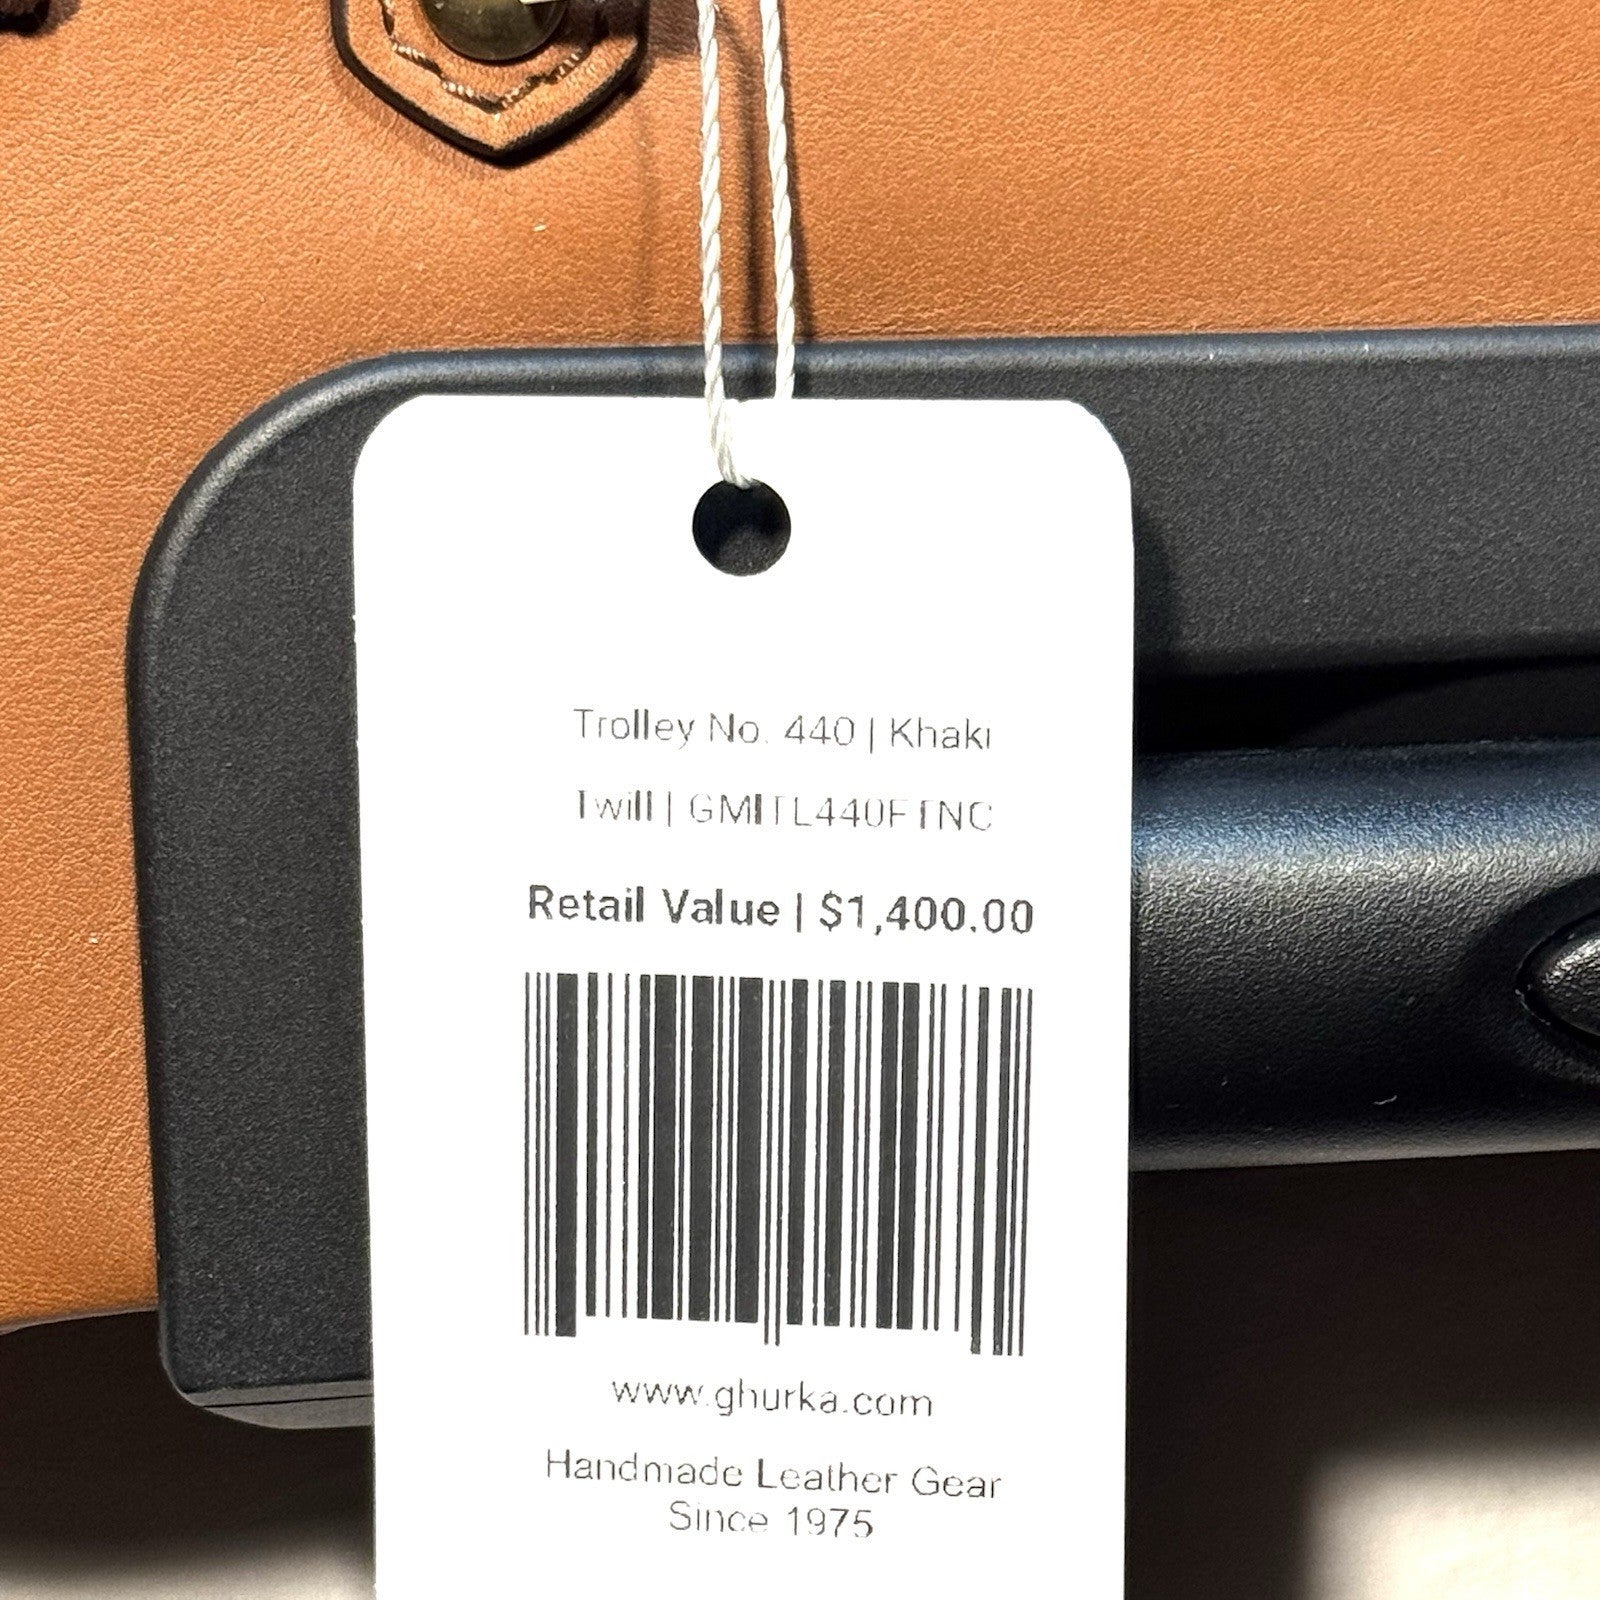 Trolley No. 440 | Khaki
Twill | GMITL440FTNC
Retail Value | $1,400.00
www.ghurka.com
Handmade Leather Gear
Since 1975